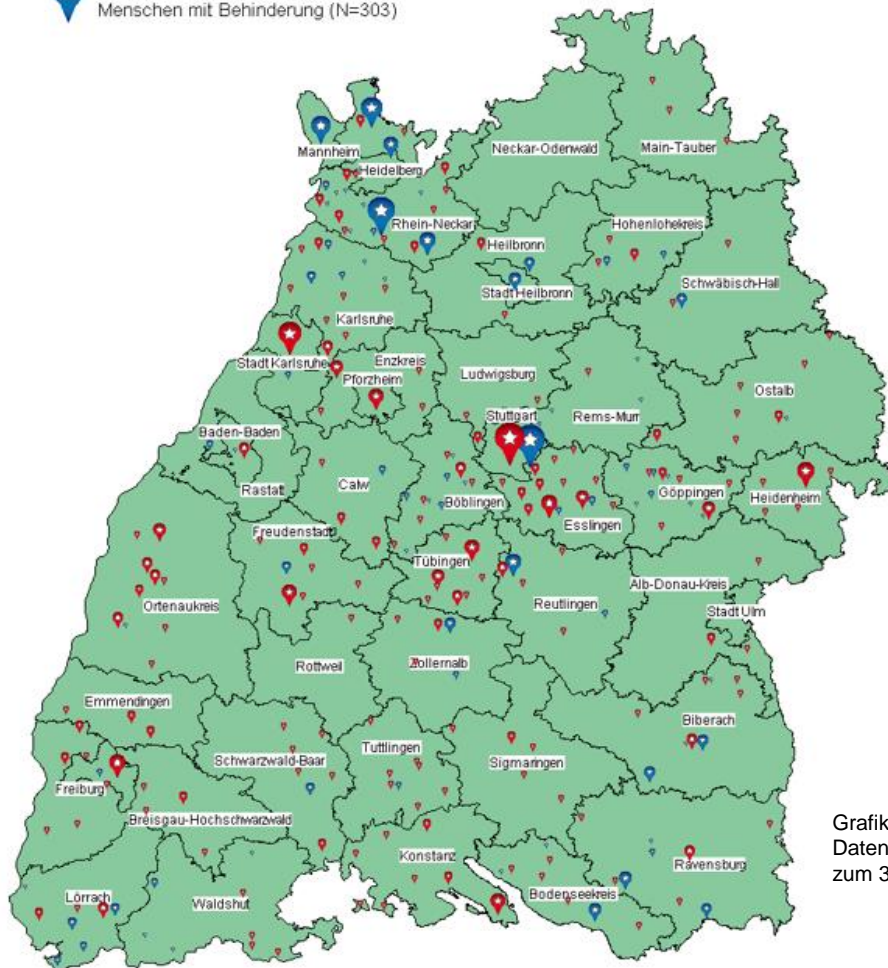 Menschen mit Behinderung (N=303)
Mannheim
Heidelberg
Neckar-Odenwald
Main-Tauber
Rhein-Neckar
Heilbronn
Hohenlohekreis
Stadt Heilbronn
Schwäbisch-Hall
Karlsruhe
Stadt Karlsruhe
Enzkreis
Pforzheim
Ludwigsburg
Ostalb
Stuttgart
Rems-Murr
Baden-Baden
Rastatt
Calw
Böblingen
Esslingen
Göppingen
Heidenheim
Freudenstadt
Tübingen
Ortenaukreis
Reutlingen
Alb-Donau-Kreis
Stadt Ulm
Rottweil
Zollernalb
Emmendingen
Biberach
Schwarzwald-Baar
Tuttlingen
Sigmaringen
Freiburg
Breisgau-Hochschwarzwald
Grafik
Daten
zum 3
Konstanz
Ravensburg
Lörrach
Waldshut
Bodenseekreis